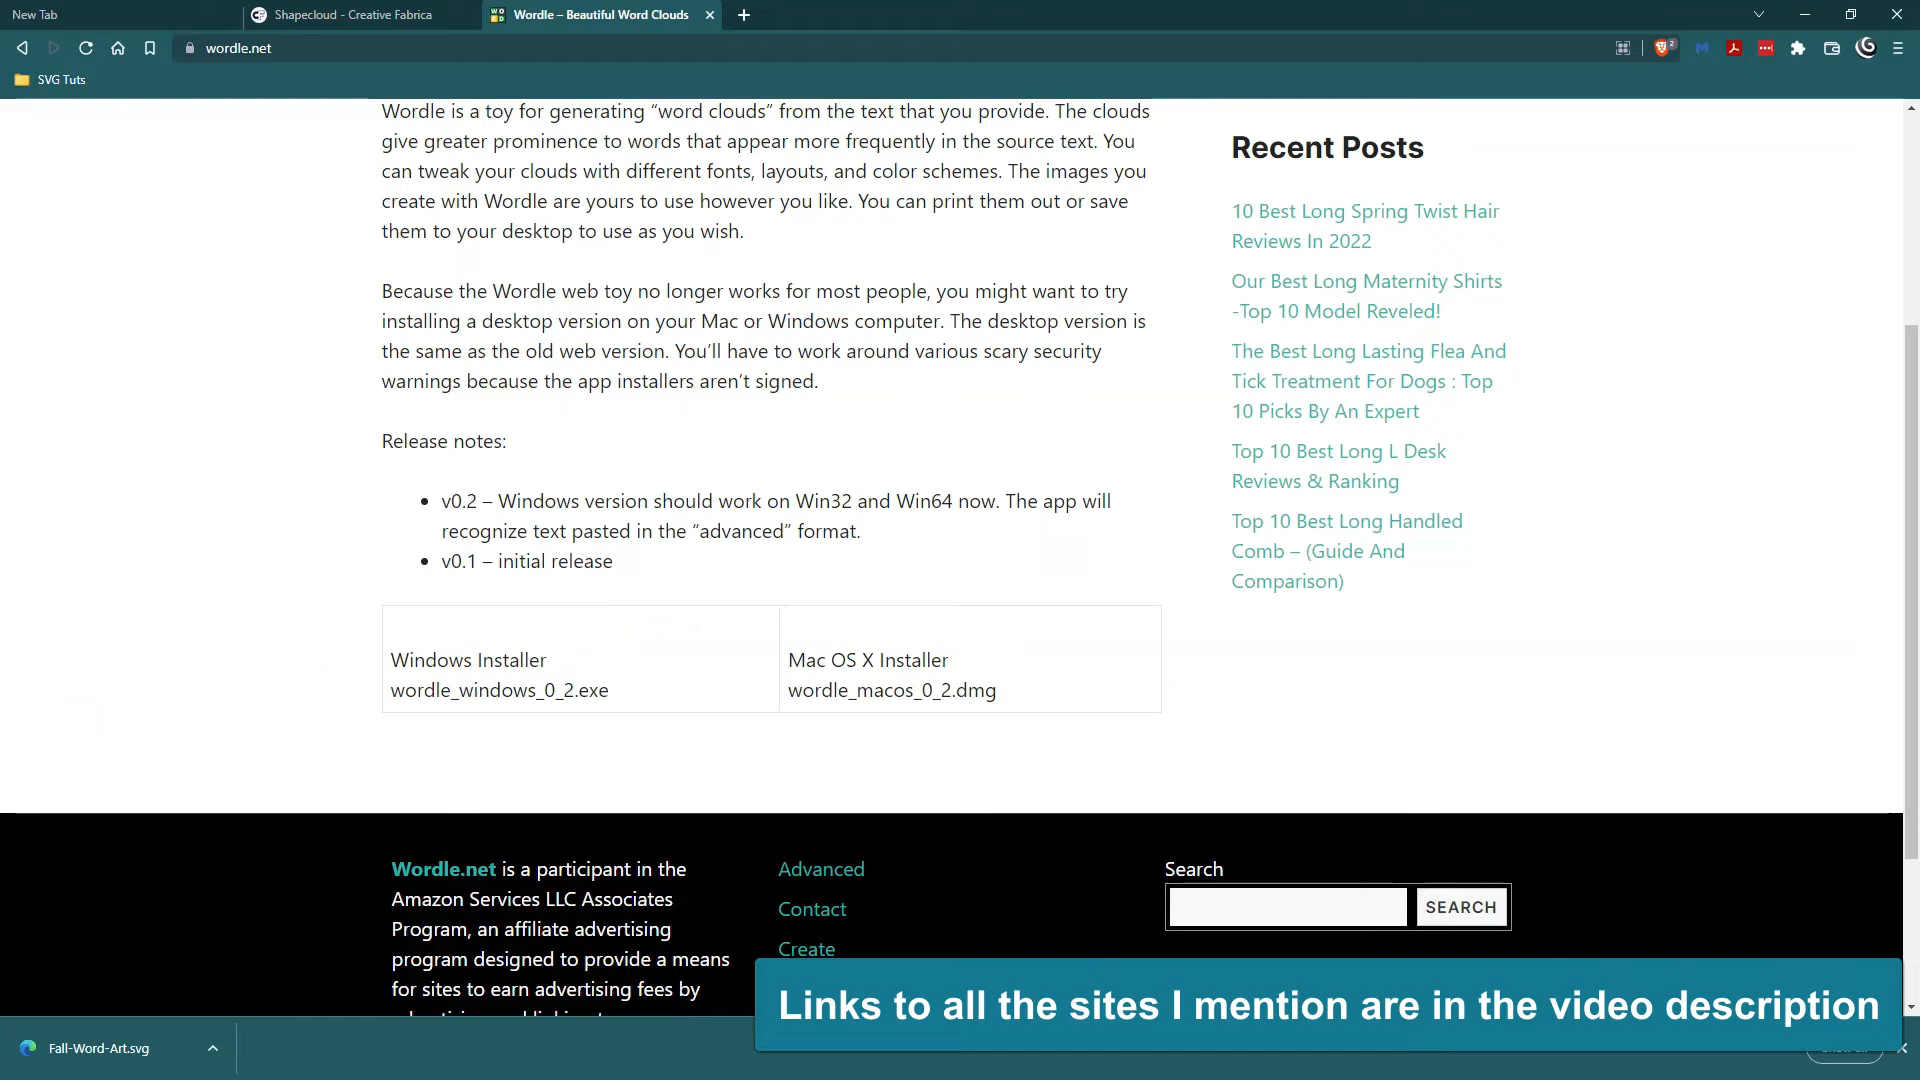 New Tab
Shapecloud - Creative Fabrica
Wordle – Beautiful Word Clouds
wordle.net
2
SVG Tuts
Wordle is a toy for generating “word clouds” from the text that you provide. The clouds
give greater prominence to words that appear more frequently in the source text. You
can tweak your clouds with different fonts, layouts, and color schemes. The images you
create with Wordle are yours to use however you like. You can print them out or save
them to your desktop to use as you wish.
Because the Wordle web toy no longer works for most people, you might want to try
installing a desktop version on your Mac or Windows computer. The desktop version is
the same as the old web version. You’ll have to work around various scary security
warnings because the app installers aren’t signed.
Release notes:
v0.2 – Windows version should work on Win32 and Win64 now. The app will
recognize text pasted in the “advanced” format.
v0.1 – initial release
Windows Installer
wordle_windows_0_2.exe
Mac OS X Installer
wordle_macos_0_2.dmg
Recent Posts
10 Best Long Spring Twist Hair
Reviews In 2022
Our Best Long Maternity Shirts
-Top 10 Model Reveled!
The Best Long Lasting Flea And
Tick Treatment For Dogs : Top
10 Picks By An Expert
Top 10 Best Long L Desk
Reviews & Ranking
Top 10 Best Long Handled
Comb – (Guide And
Comparison)
Wordle.net is a participant in the
Amazon Services LLC Associates
Program, an affiliate advertising
program designed to provide a means
for sites to earn advertising fees by
Advanced
Contact
Create
Search
SEARCH
Links to all the sites I mention are in the video description
Fall-Word-Art.svg